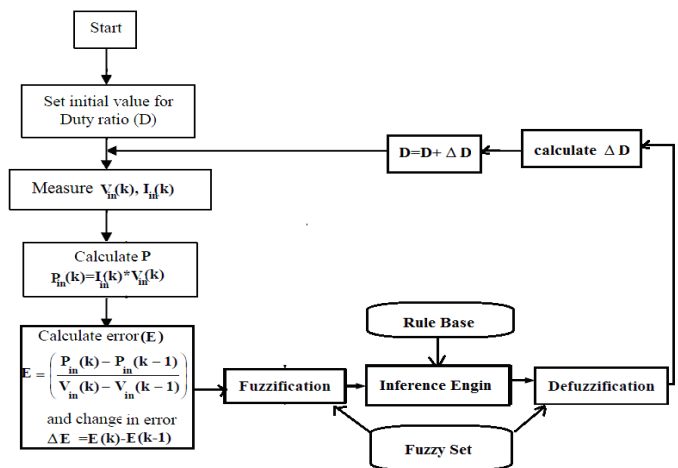 Start
Set initial value for
Duty ratio (D)
D=D+ Δ D
calculate Δ D
Measure V_in(k), I_in(k)
Calculate P
P_in(k)=I_in(k)*V_in(k)
Calculate error(E)
E = (P_in(k) − P_in(k − 1) / V_in(k) − V_in(k − 1))
and change in error
ΔE =E(k)-E(k-1)
Rule Base
Fuzzification
Inference Engin
Defuzzification
Fuzzy Set